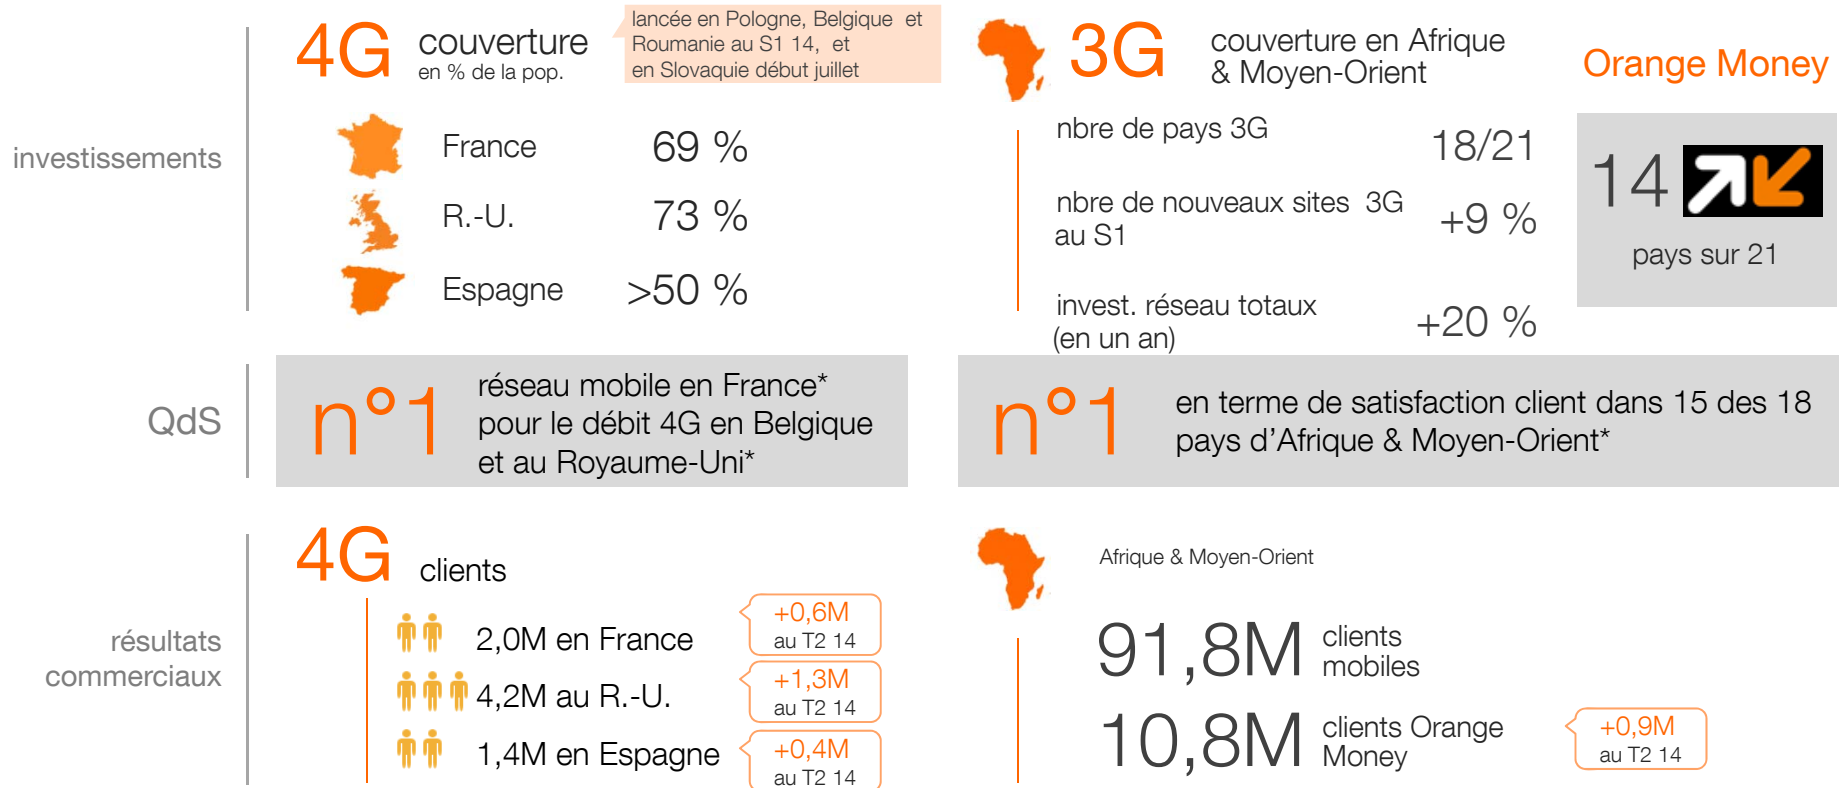 investissements
4G couverture
en % de la pop.
lancée en Pologne, Belgique et
Roumanie au S1 14, et
en Slovaquie début juillet
France 69 %
R.-U. 73 %
Espagne >50 %
3G couverture en Afrique
& Moyen-Orient
nbre de pays 3G 18/21
nbre de nouveaux sites 3G
au S1 +9 %
invest. réseau totaux
(en un an) +20 %
Orange Money
14
pays sur 21
QdS
n°1
réseau mobile en France*
pour le débit 4G en Belgique
et au Royaume-Uni*
n°1
en terme de satisfaction client dans 15 des 18
pays d’Afrique & Moyen-Orient*
résultats
commerciaux
4G clients
2,0M en France
+0,6M
au T2 14
4,2M au R.-U.
+1,3M
au T2 14
1,4M en Espagne
+0,4M
au T2 14
Afrique & Moyen-Orient
91,8M clients
mobiles
10,8M clients Orange
Money
+0,9M
au T2 14